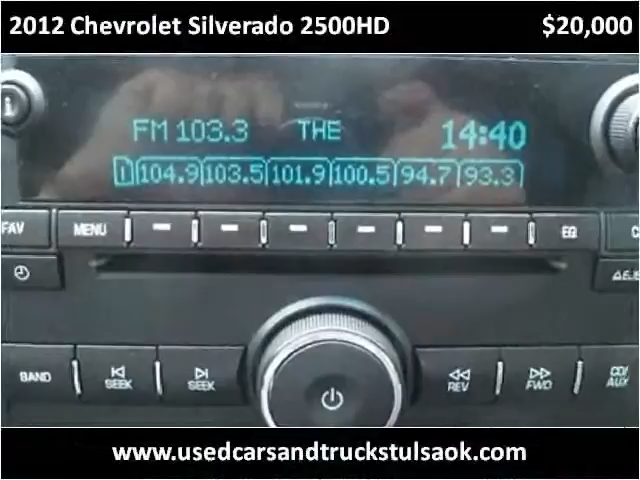 2012 Chevrolet Silverado 2500HD $20,000
FM 103.3 THE 14:40
1 104.9 103.5 101.9 100.5 94.7 93.3
FAV MENU EQ
BAND SEEK SEEK REV FWD CD/
AUX
www.usedcarsandtruckstulsaok.com